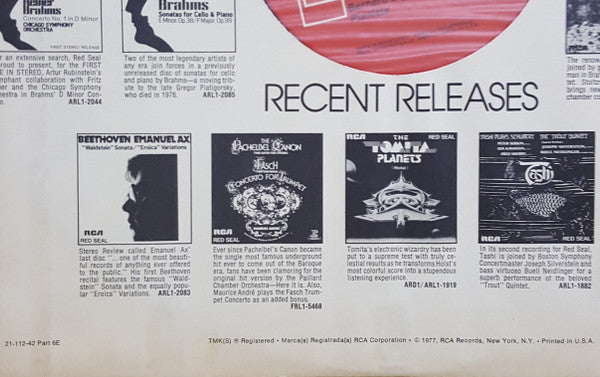 Reiner
Brahms
Concerto No. 1 in D Minor
CHICAGO SYMPHONY
ORCHESTRA
FIRST STEREO RELEASE
r an extensive search, Red Seal
roud to present, for the FIRST
E IN STEREO, Artur Rubinstein's
mphant collaboration with Fritz
er and the Chicago Symphony
hestra in Brahms' D Minor Con-
o. ARL1-2044
Brahms
Sonatas for Cello & Piano
E Minor, Op. 38/F Major, Op. 99
Two of the most legendary artists of
any era join forces in a previously
unreleased disc of sonatas for cello
and piano by Brahms—a moving trib-
ute to the late Gregor Piatigorsky,
who died in 1976. ARL1-2085
The renow
joined by p
RECENT RELEASES
BEETHOVEN EMANUEL AX
"Waldstein" Sonata/"Eroica" Variations
RCA
RED SEAL
Stereo Review called Emanuel Ax'
last disc "...one of the most beauti-
ful records of anything ever offered
to the public." His first Beethoven
recital features the famous "Wald-
stein" Sonata and the equally popu-
lar "Eroica" Variations. ARL1-2083
THE
PACHELBEL CANON
FASCH
CONCERTO FOR TRUMPET
RED SEAL
Ever since Pachelbel's Canon became
the single most famous underground
hit ever to come out of the Baroque
era, fans have been clamoring for the
original hit version by the Paillard
Chamber Orchestra—Here it is. Also,
Maurice André plays the Fasch Trum-
pet Concerto as an added bonus.
FRL1-5468
RCA
THE
RED SEAL
TOMITA
PLANETS
Tomita's electronic wizardry has been
put to a supreme test with truly ce-
lestial results as he transforms Holst's
most colorful score into a stupendous
listening experience.
ARD1/ARL1-1919
TASHI PLAYS SCHUBERT THE TROUT QUINTET
Tashi
RCA
RED SEAL
In its second recording for Red Seal,
Tashi is joined by Boston Symphony
Concertmaster Joseph Silverstein and
bass virtuoso Buell Neidlinger for a
superb performance of the beloved
"Trout" Quintet. ARL1-1882
21-112-42 Part 6E
TMK(S) ® Registered • Marca(s) Registrada(s) RCA Corporation • © 1977, RCA Records, New York, N.Y. • Printed in U.S.A.